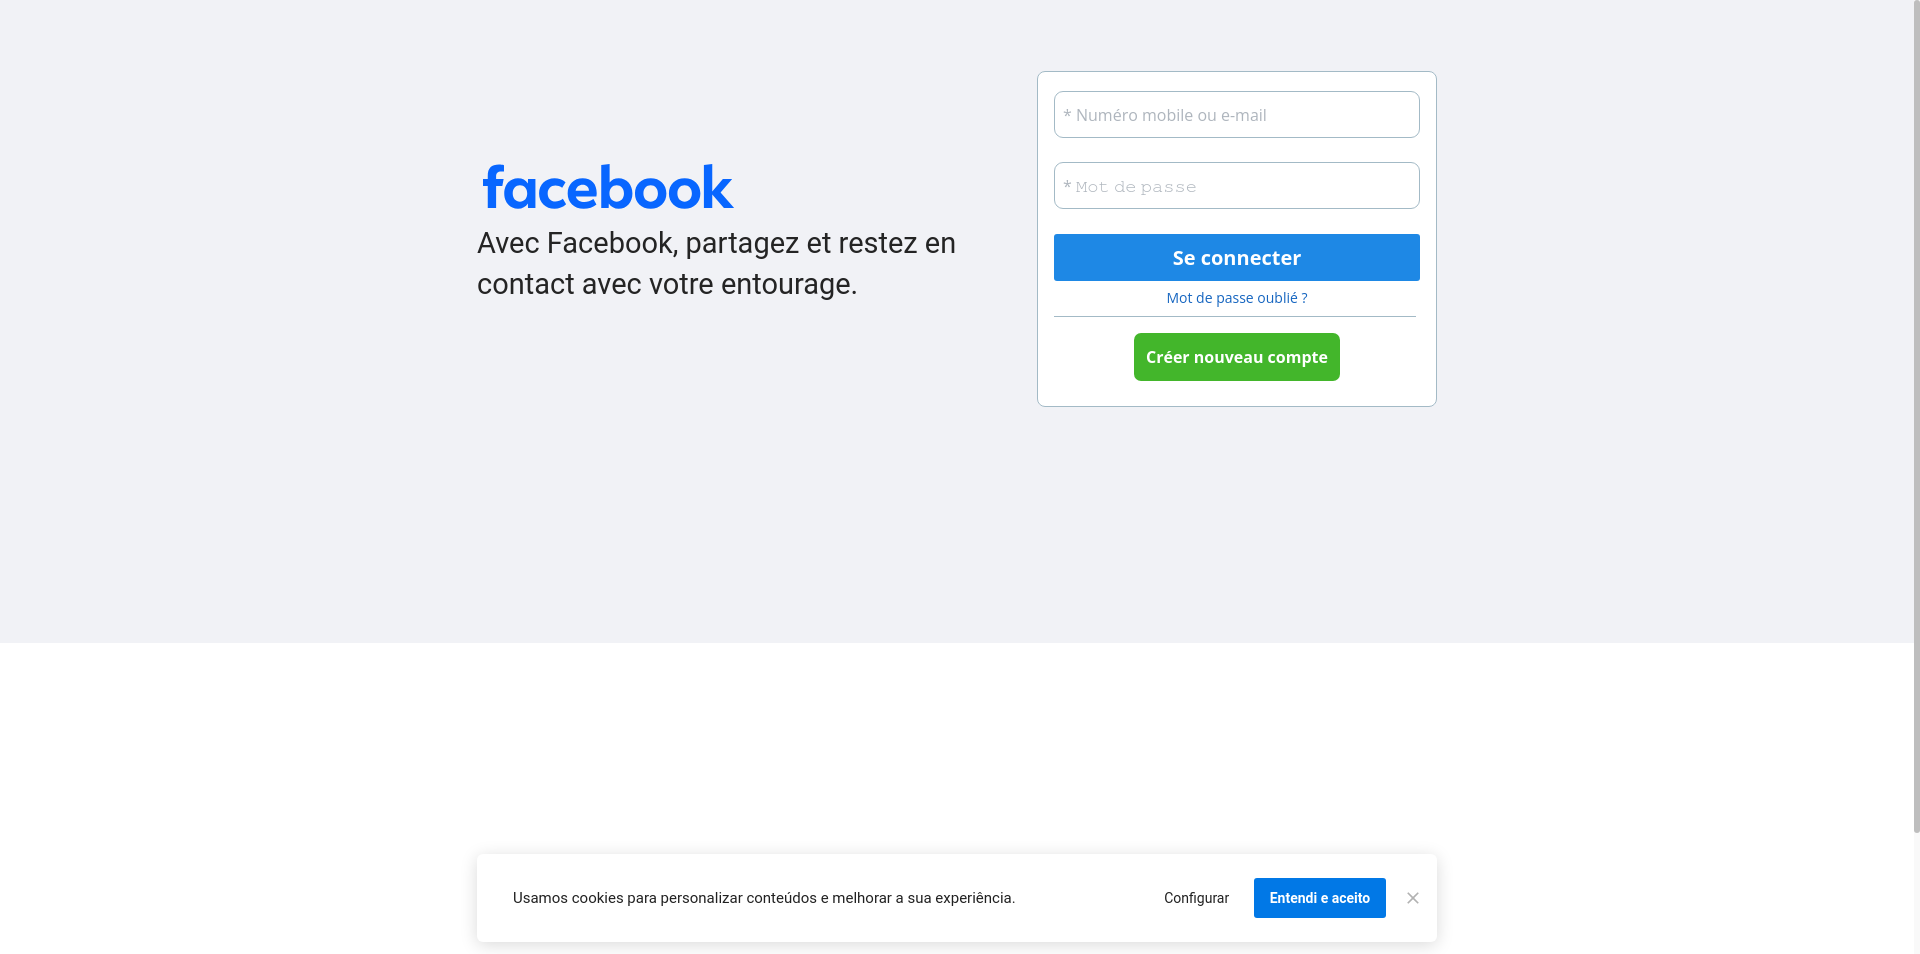 facebook
Avec Facebook, partagez et restez en
contact avec votre entourage.
* Numéro mobile ou e-mail
* Mot de passe
Se connecter
Mot de passe oublié ?
Créer nouveau compte
Usamos cookies para personalizar conteúdos e melhorar a sua experiência.
Configurar
Entendi e aceito